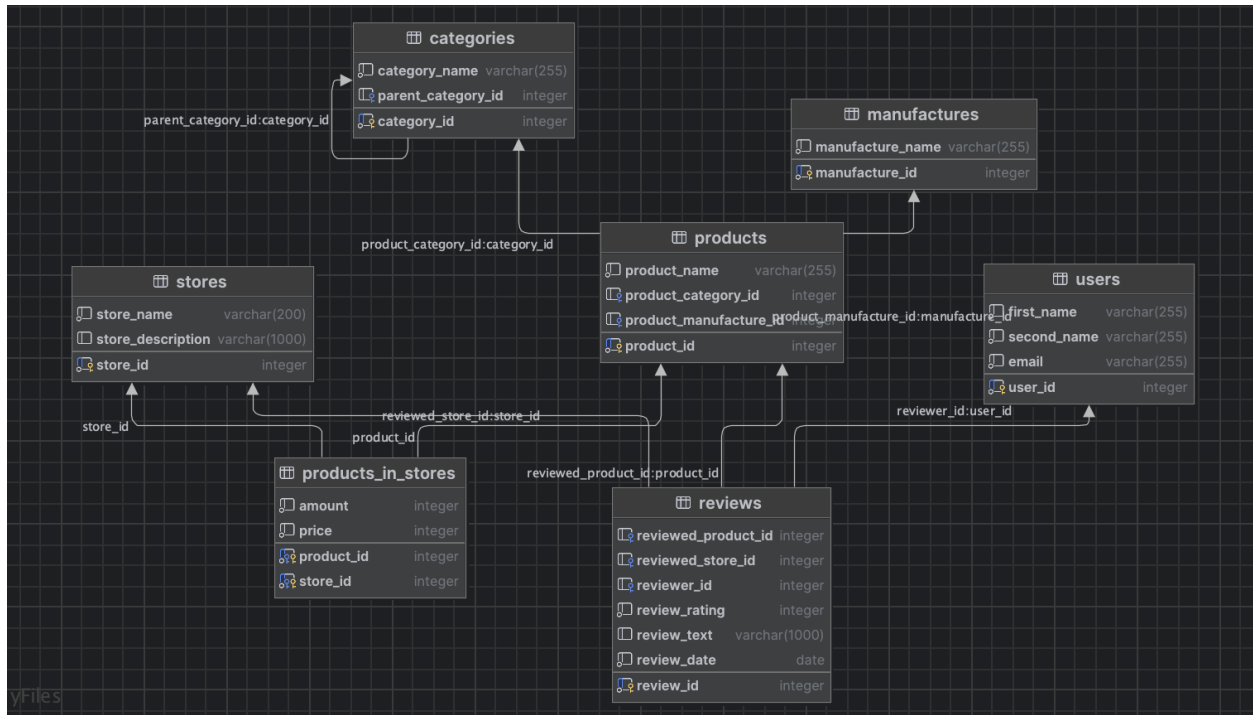 categories
category_name varchar(255)
parent_category_id integer
category_id integer
parent_category_id:category_id
manufactures
manufacture_name varchar(255)
manufacture_id integer
product_category_id:category_id
products
product_name varchar(255)
product_category_id integer
product_manufacture_id integer
product_id integer
product_manufacture_id:manufacture_id
stores
store_name varchar(200)
store_description varchar(1000)
store_id integer
users
first_name varchar(255)
second_name varchar(255)
email varchar(255)
user_id integer
store_id
reviewed_store_id:store_id
product_id
reviewer_id:user_id
reviewed_product_id:product_id
products_in_stores
amount integer
price integer
product_id integer
store_id integer
reviews
reviewed_product_id integer
reviewed_store_id integer
reviewer_id integer
review_rating integer
review_text varchar(1000)
review_date date
review_id integer
yFiles